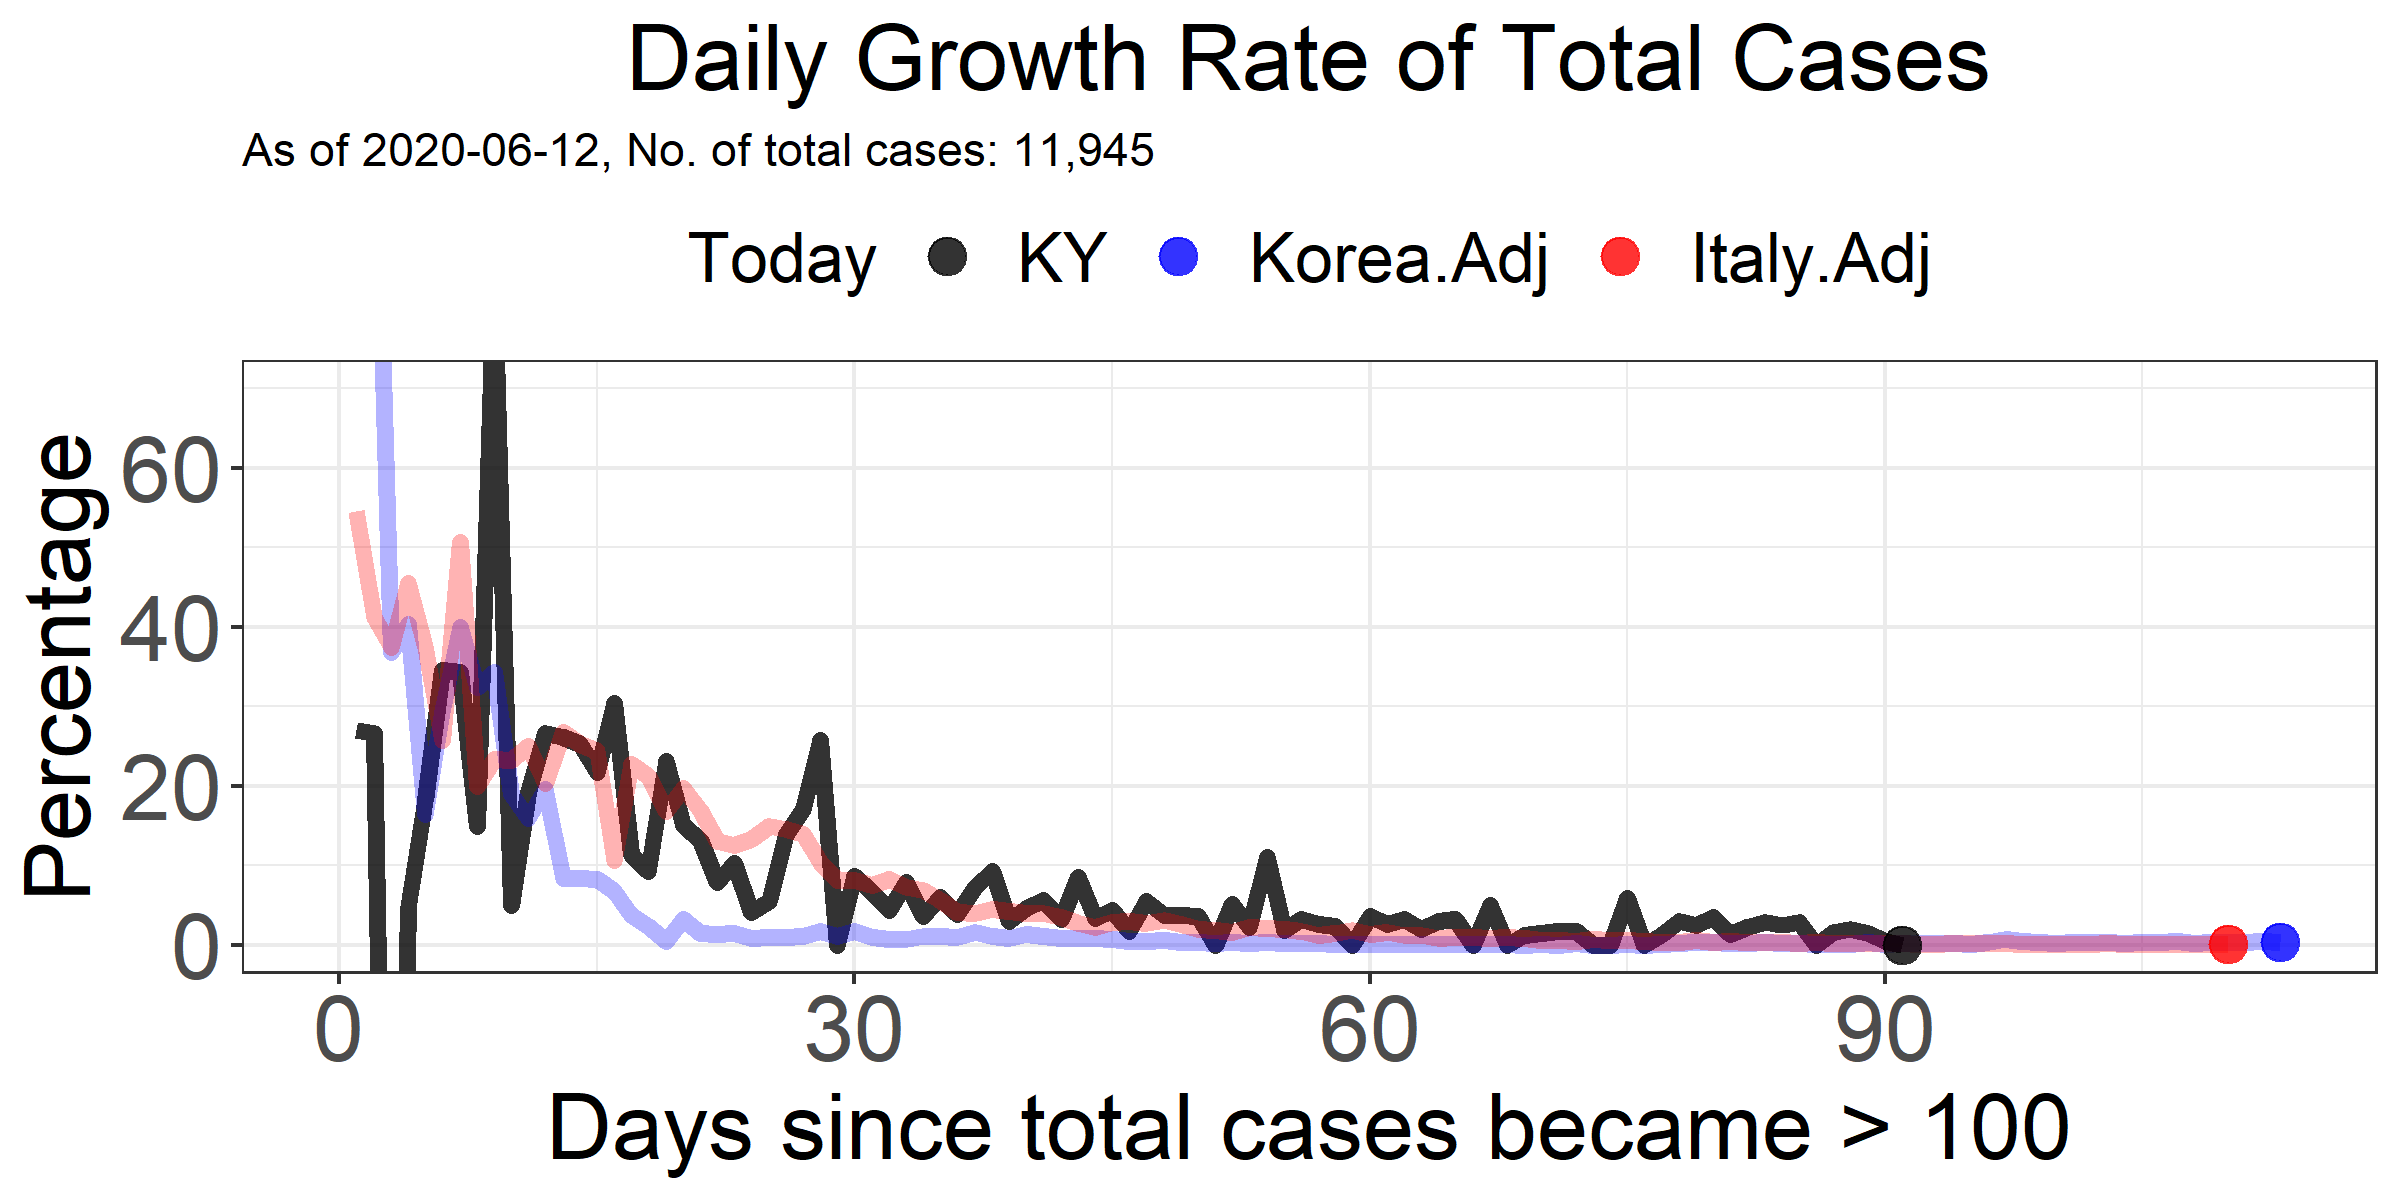 Daily Growth Rate of Total Cases
As of 2020-06-12, No. of total cases: 11,945
Today KY Korea.Adj Italy.Adj
Percentage
60
40
20
0
0 30 60 90
Days since total cases became > 100